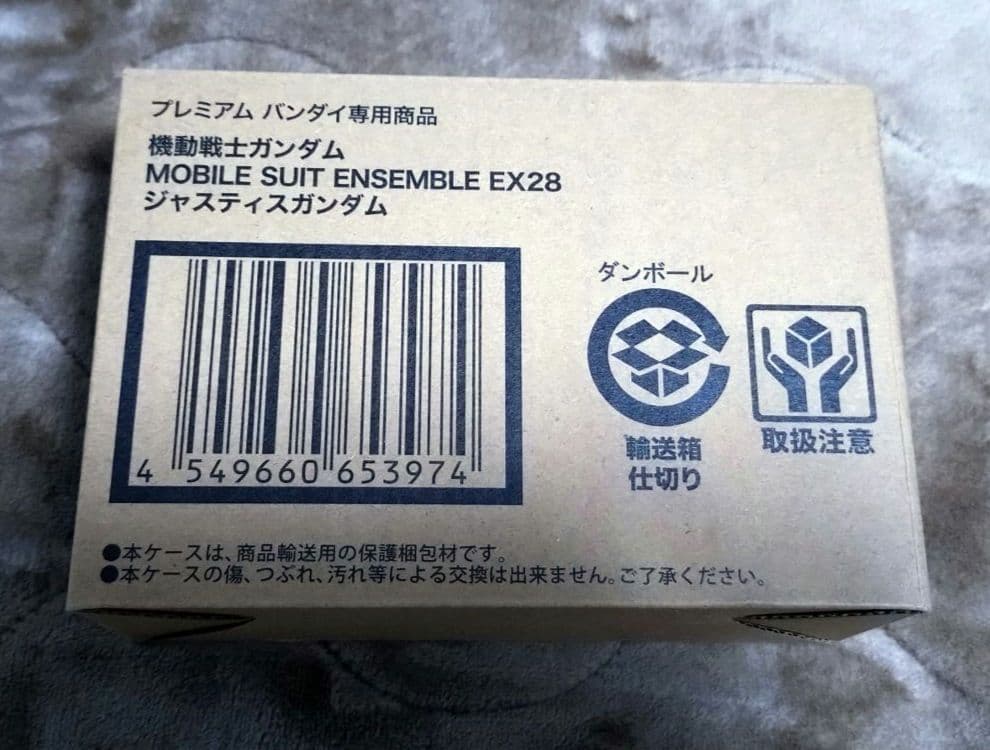 プレミアム バンダイ専用商品
機動戦士ガンダム
MOBILE SUIT ENSEMBLE EX28
ジャスティスガンダム
ダンボール
輸送箱
仕切り
取扱注意
4 549660 653974
●本ケースは、商品輸送用の保護梱包材です。
●本ケースの傷、つぶれ、汚れ等による交換は出来ません。ご了承ください。